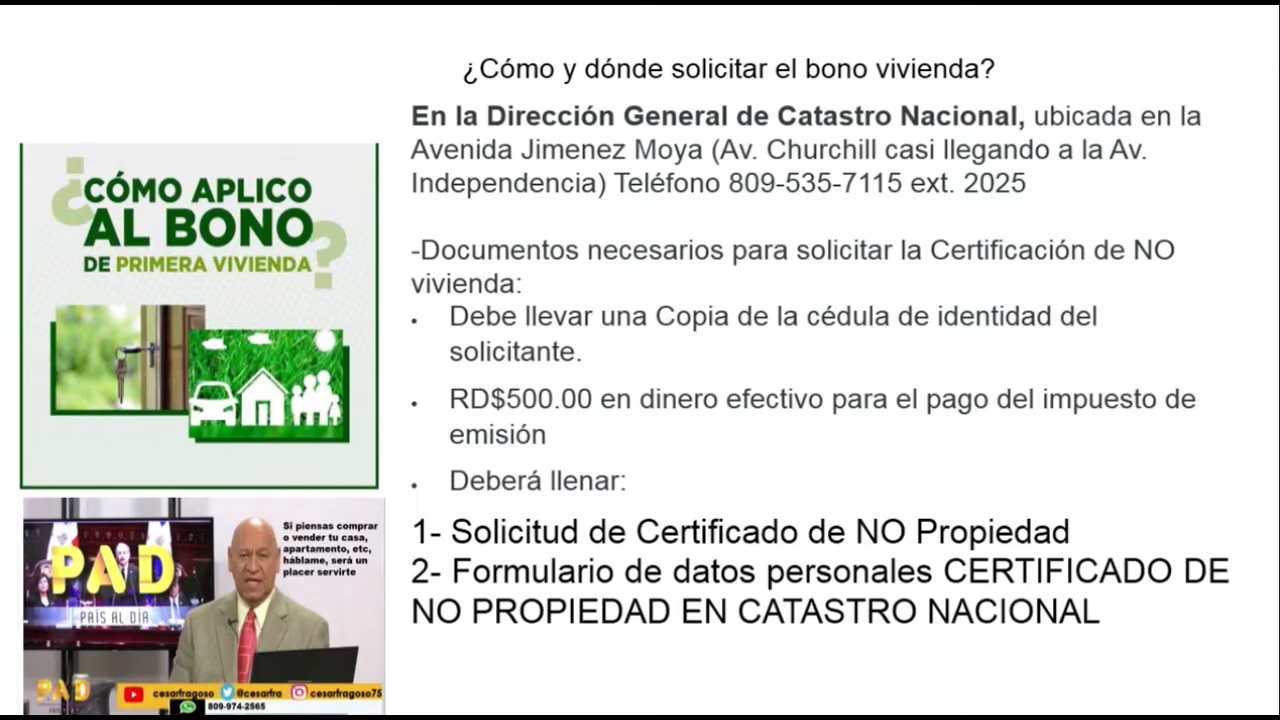 ¿Cómo y dónde solicitar el bono vivienda?
En la Dirección General de Catastro Nacional, ubicada en la
Avenida Jimenez Moya (Av. Churchill casi llegando a la Av.
Independencia) Teléfono 809-535-7115 ext. 2025
-Documentos necesarios para solicitar la Certificación de NO
vivienda:
• Debe llevar una Copia de la cédula de identidad del
solicitante.
• RD$500.00 en dinero efectivo para el pago del impuesto de
emisión
• Deberá llenar:
1- Solicitud de Certificado de NO Propiedad
2- Formulario de datos personales CERTIFICADO DE
NO PROPIEDAD EN CATASTRO NACIONAL
¿CÓMO APLICO
AL BONO
DE PRIMERA VIVIENDA?
Si piensas comprar
o vender tu casa,
apartamento, etc,
háblame, será un
placer servirte
PAD
PAÍS AL DÍA
PAD
cesarfragoso @cesarfra cesarfragoso75
809-974-2565